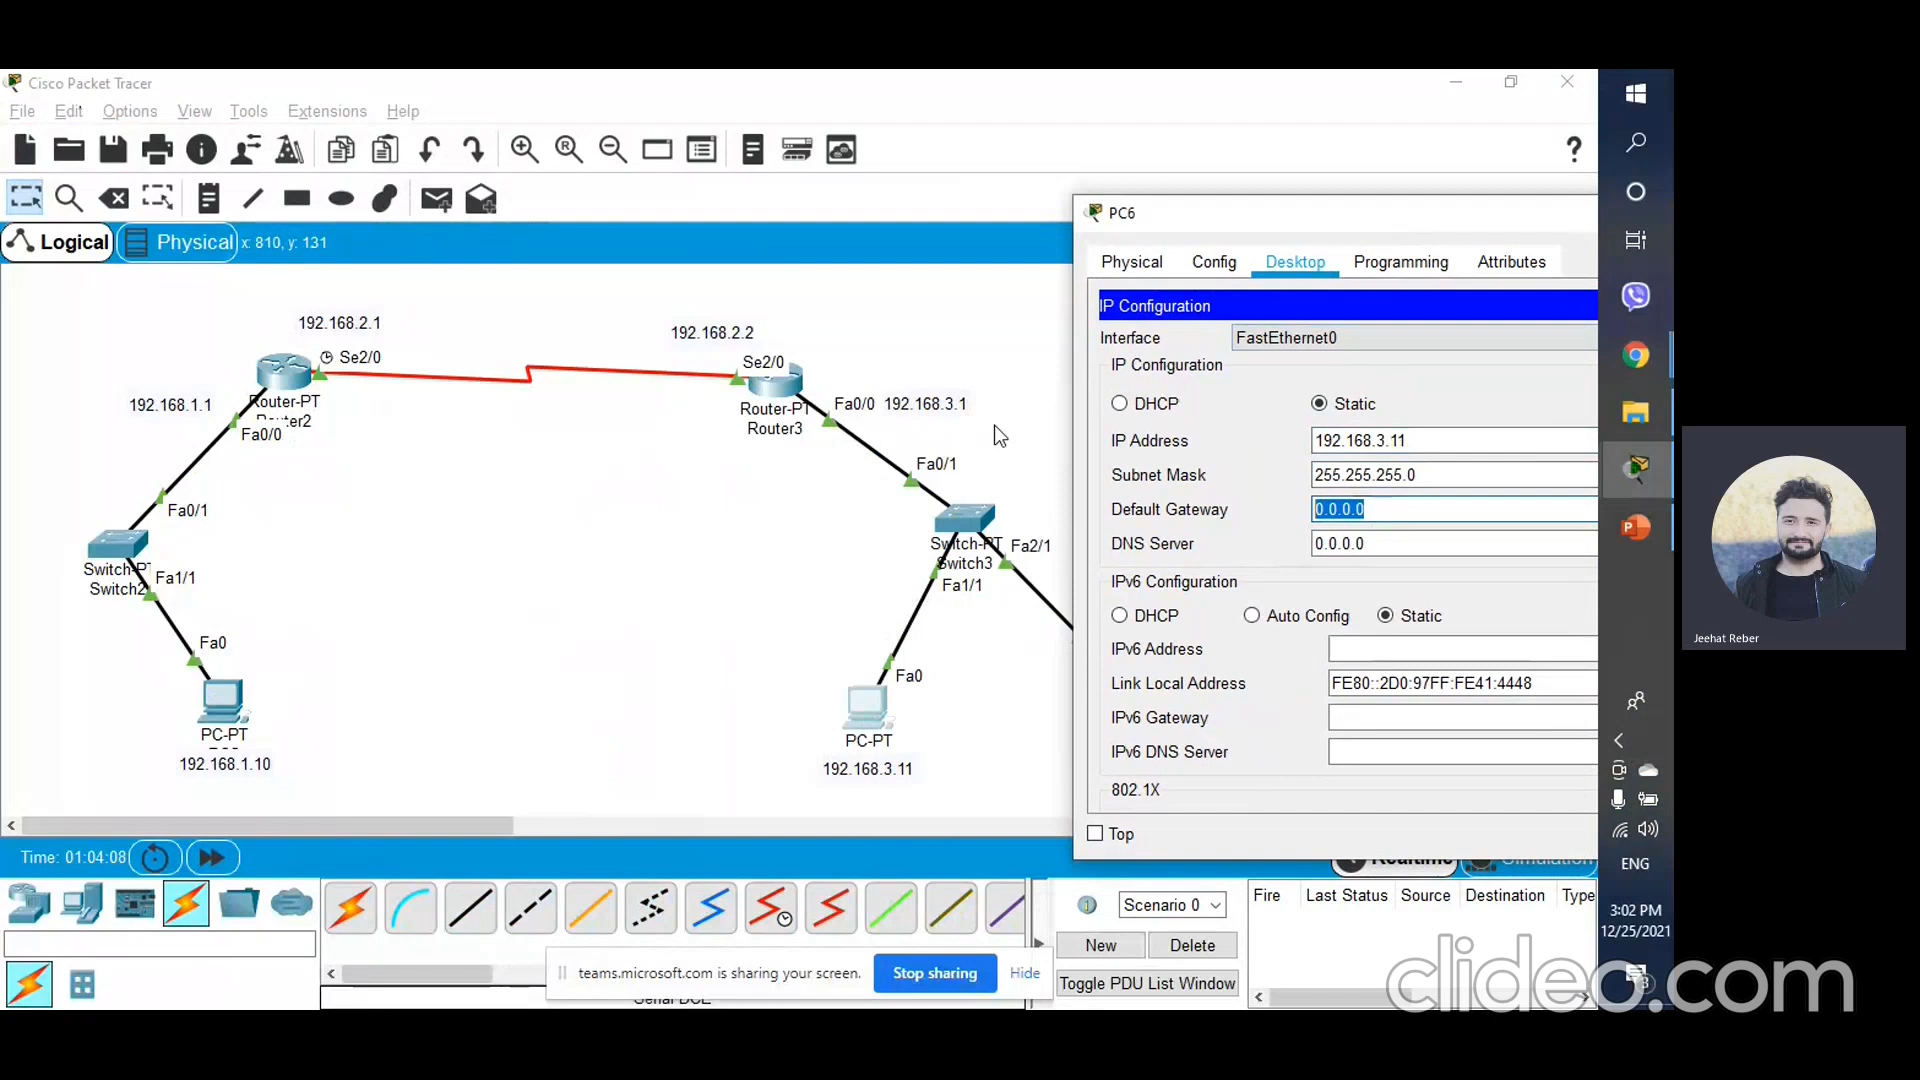 Cisco Packet Tracer
File Edit Options View Tools Extensions Help
Logical
Physical
x: 810, y: 131
192.168.2.1
Se2/0
192.168.2.2
Se2/0
192.168.1.1
Router-PT
Fa0/0
Router-PT
Router3
Fa0/0 192.168.3.1
Fa0/1
Fa0/1
Switch-PT
Switch3
Fa2/1
Fa1/1
Switch2
Fa1/1
Fa0
Fa0
PC-PT
192.168.1.10
PC-PT
192.168.3.11
PC6
Physical Config Desktop Programming Attributes
IP Configuration
Interface FastEthernet0
IP Configuration
DHCP Static
IP Address 192.168.3.11
Subnet Mask 255.255.255.0
Default Gateway 0.0.0.0
DNS Server 0.0.0.0
IPv6 Configuration
DHCP Auto Config Static
IPv6 Address
Link Local Address FE80::2D0:97FF:FE41:4448
IPv6 Gateway
IPv6 DNS Server
802.1X
Top
Time: 01:04:08
Realtime
Simulation
Scenario 0
New Delete
Toggle PDU List Window
Fire Last Status Source Destination Type
teams.microsoft.com is sharing your screen. Stop sharing Hide
Serial DCE
ENG
3:02 PM
12/25/2021
Jeehat Reber
clideo.com